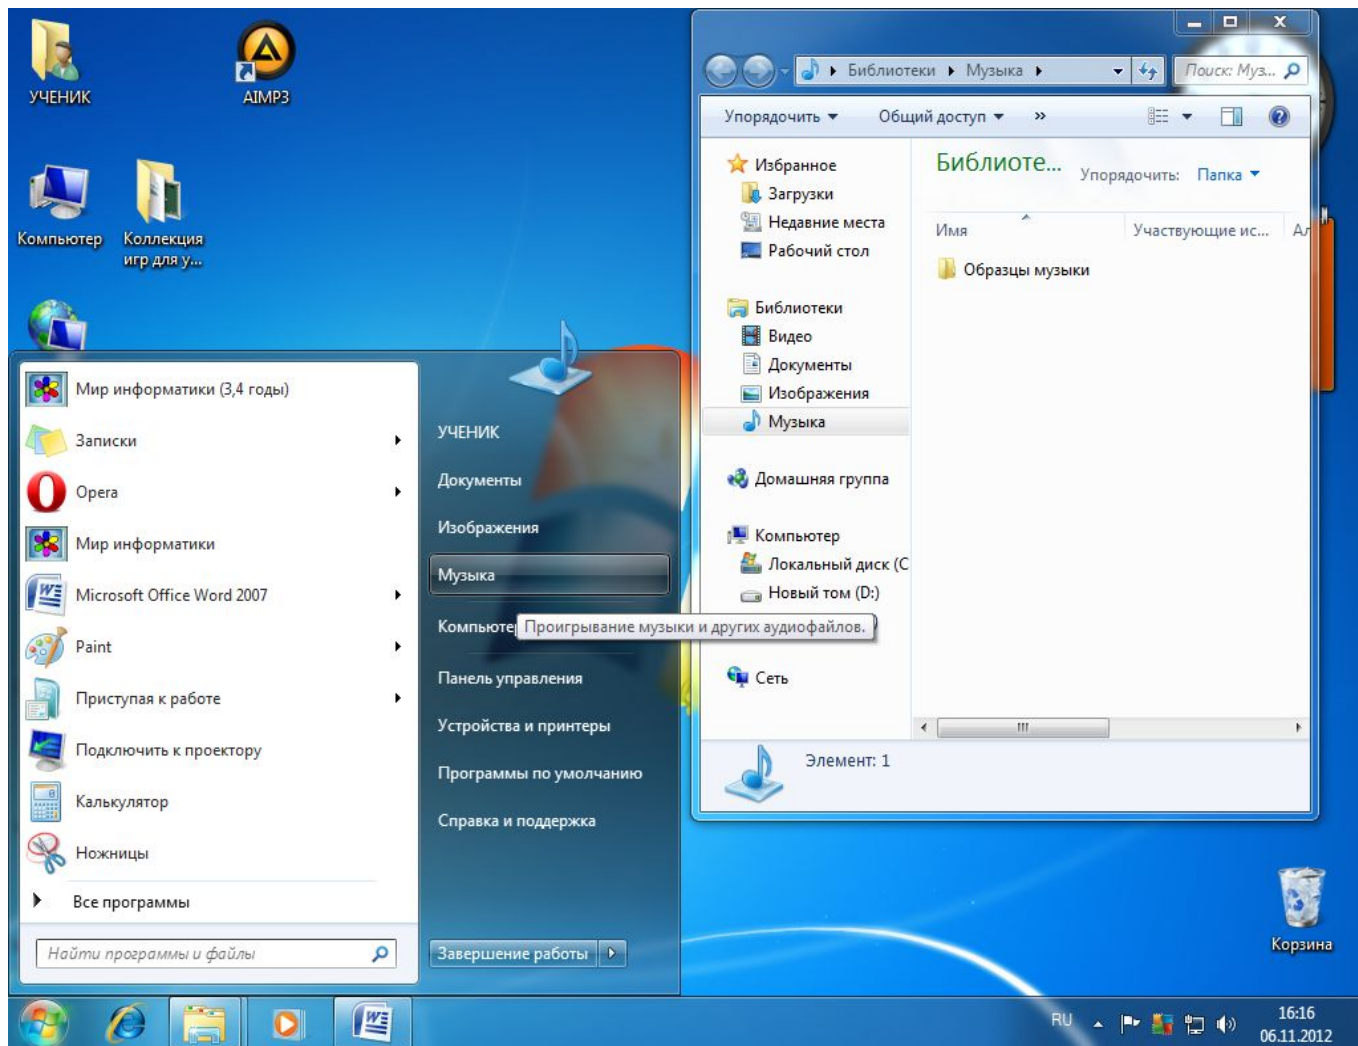 УЧЕНИК
AIMP3
Компьютер
Коллекция
игр для у...
Мир информатики (3,4 годы)
Записки
Opera
Мир информатики
Microsoft Office Word 2007
Paint
Приступая к работе
Подключить к проектору
Калькулятор
Ножницы
Все программы
Найти программы и файлы
УЧЕНИК
Документы
Изображения
Музыка
Компьютер
Проигрывание музыки и других аудиофайлов.
Панель управления
Устройства и принтеры
Программы по умолчанию
Справка и поддержка
Завершение работы
Библиотеки Музыка
Поиск: Муз...
Упорядочить Общий доступ »
Избранное
Загрузки
Недавние места
Рабочий стол
Библиотеки
Видео
Документы
Изображения
Музыка
Домашняя группа
Компьютер
Локальный диск (C
Новый том (D:)
Сеть
Библиоте...
Упорядочить: Папка
Имя Участвующие ис... Ал
Образцы музыки
Элемент: 1
Корзина
RU
16:16
06.11.2012